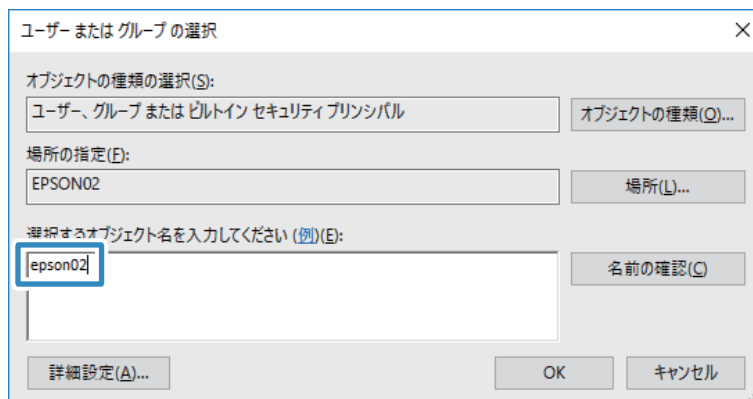 ユーザー または グループ の選択
オブジェクトの種類の選択(S):
ユーザー、グループ または ビルトイン セキュリティ プリンシパル
オブジェクトの種類(O)...
場所の指定(F):
EPSON02
場所(L)...
選択するオブジェクト名を入力してください (例)(E):
epson02
名前の確認(C)
詳細設定(A)...
OK
キャンセル